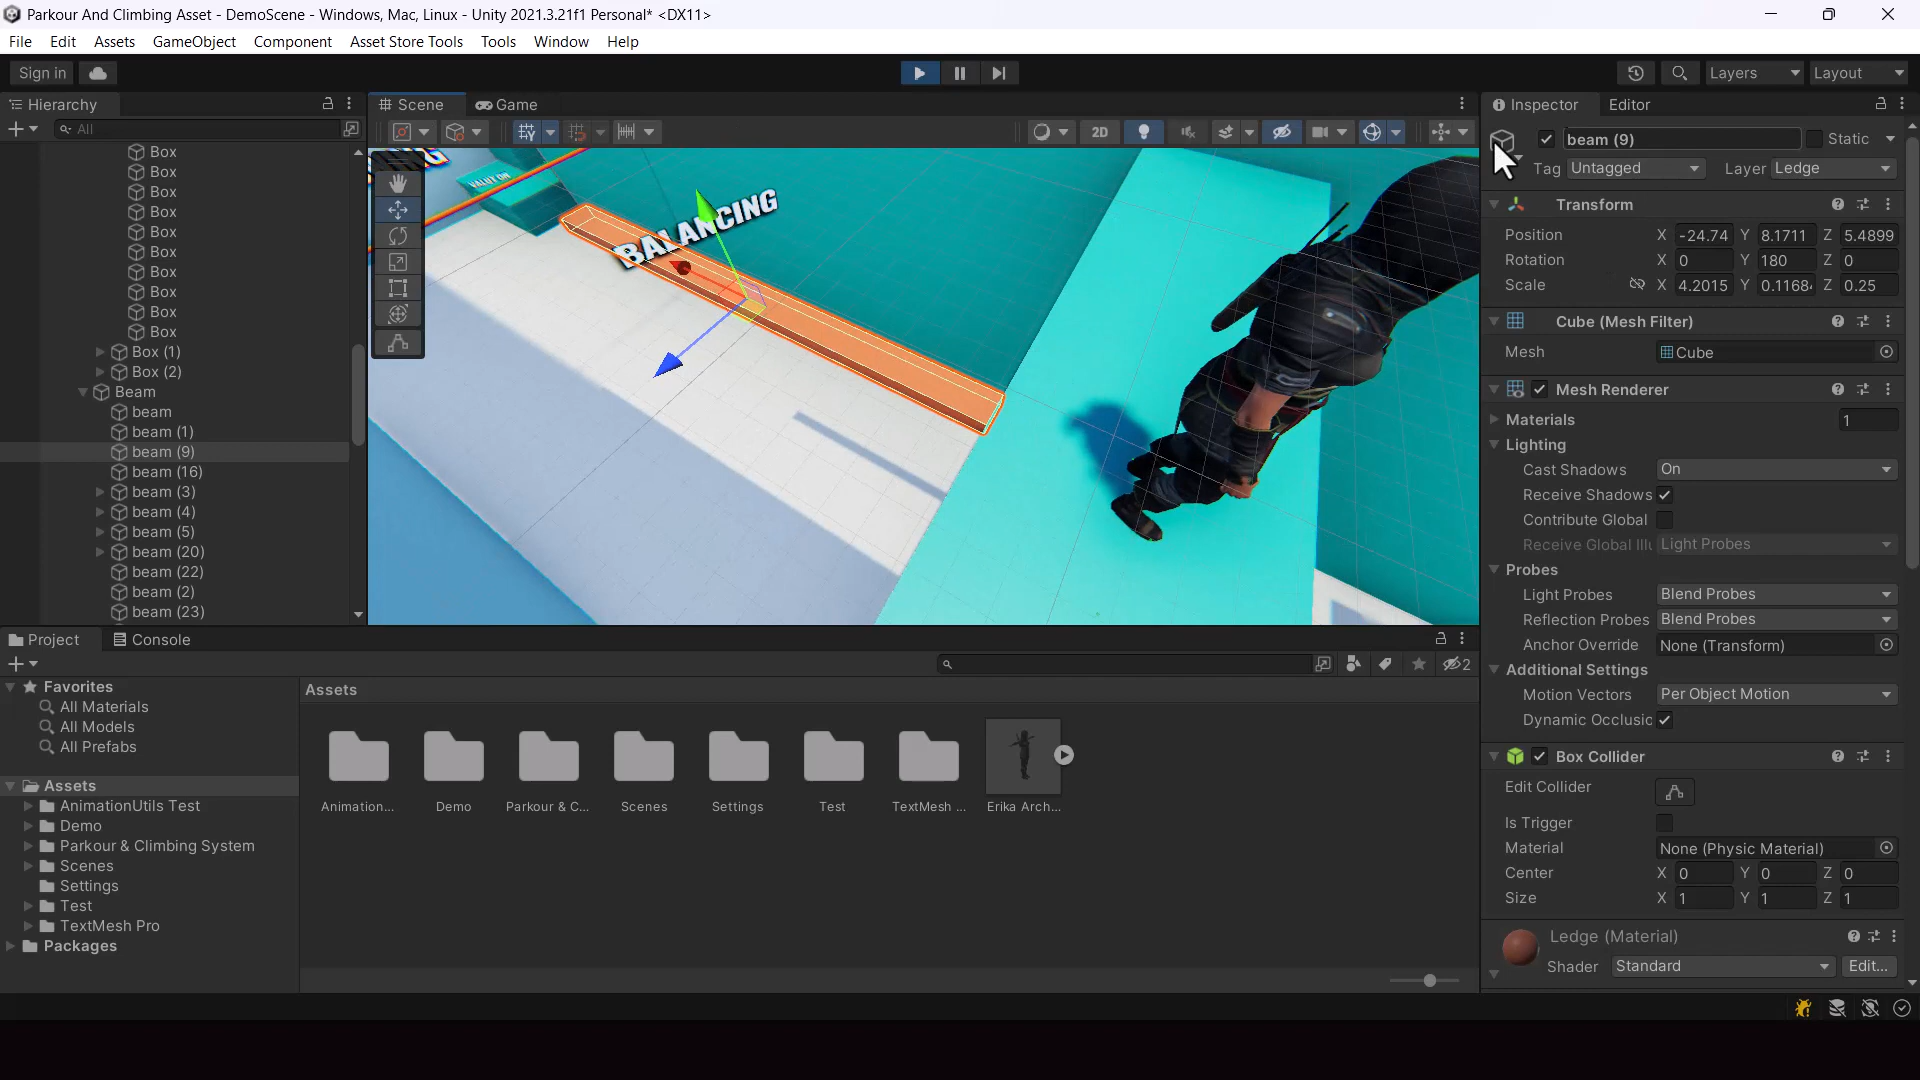 Parkour And Climbing Asset - DemoScene - Windows, Mac, Linux - Unity 2021.3.21f1 Personal* <DX11>
File Edit Assets GameObject Component Asset Store Tools Tools Window Help
Sign in
Layers
Layout
Hierarchy
All
Box
Box
Box
Box
Box
Box
Box
Box
Box
Box
Box (1)
Box (2)
Beam
beam
beam (1)
beam (9)
beam (16)
beam (3)
beam (4)
beam (5)
beam (20)
beam (22)
beam (2)
beam (23)
Scene
Game
2D
BALANCING
Inspector
Editor
beam (9)
Static
Tag Untagged Layer Ledge
Transform
Position X -24.74 Y 8.1711 Z 5.4899
Rotation X 0 Y 180 Z 0
Scale X 4.2015 Y 0.1168 Z 0.25
Cube (Mesh Filter)
Mesh Cube
Mesh Renderer
Materials 1
Lighting
Cast Shadows On
Receive Shadows
Contribute Global
Receive Global Illu Light Probes
Probes
Light Probes Blend Probes
Reflection Probes Blend Probes
Anchor Override None (Transform)
Additional Settings
Motion Vectors Per Object Motion
Dynamic Occlusic
Box Collider
Edit Collider
Is Trigger
Material None (Physic Material)
Center X 0 Y 0 Z 0
Size X 1 Y 1 Z 1
Ledge (Material)
Shader Standard Edit...
Project
Console
2
Favorites
All Materials
All Models
All Prefabs
Assets
AnimationUtils Test
Demo
Parkour & Climbing System
Scenes
Settings
Test
TextMesh Pro
Packages
Assets
Animation...
Demo
Parkour & C...
Scenes
Settings
Test
TextMesh ...
Erika Arch...